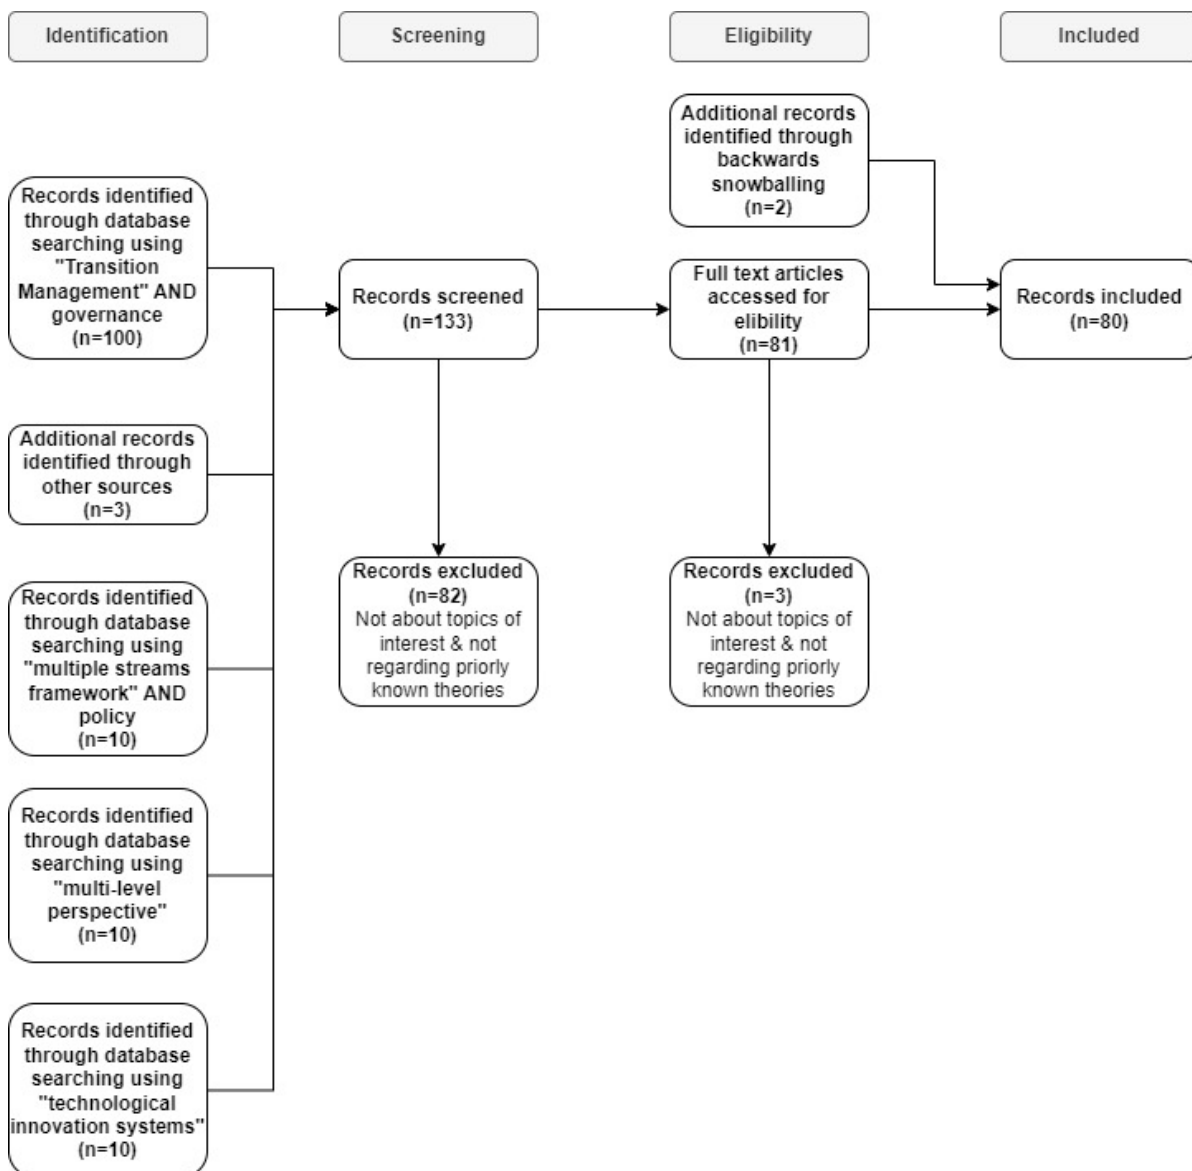 Identification
Screening
Eligibility
Included
Records identified
through database
searching using
"Transition
Management" AND
governance
(n=100)
Additional records
identified through
other sources
(n=3)
Records identified
through database
searching using
"multiple streams
framework" AND
policy
(n=10)
Records identified
through database
searching using
"multi-level
perspective"
(n=10)
Records identified
through database
searching using
"technological
innovation systems"
(n=10)
Records screened
(n=133)
Records excluded
(n=82)
Not about topics of
interest & not
regarding priorly
known theories
Additional records
identified through
backwards
snowballing
(n=2)
Full text articles
accessed for
elibility
(n=81)
Records excluded
(n=3)
Not about topics of
interest & not
regarding priorly
known theories
Records included
(n=80)